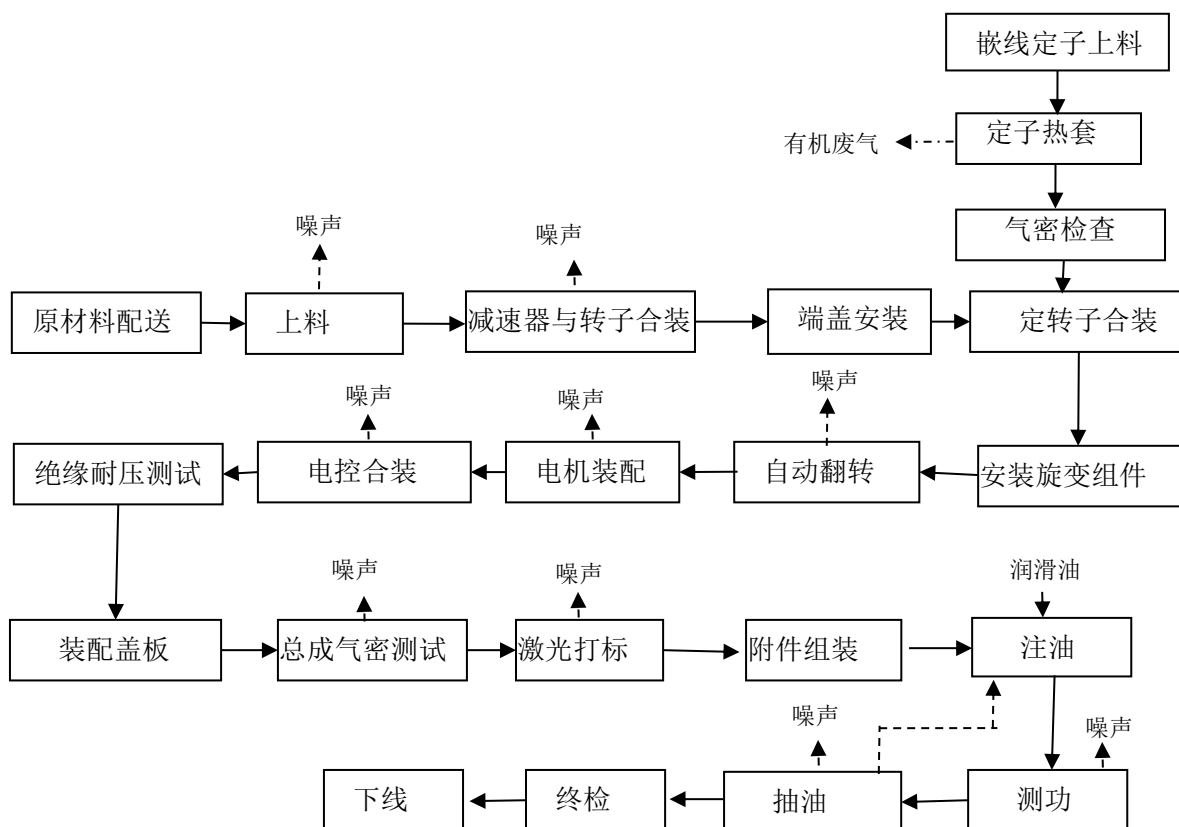 嵌线定子上料
定子热套
有机废气
气密检查
噪声
噪声
原材料配送
上料
减速器与转子合装
端盖安装
定转子合装
噪声
噪声
噪声
绝缘耐压测试
电控合装
电机装配
自动翻转
安装旋变组件
噪声
噪声
润滑油
装配盖板
总成气密测试
激光打标
附件组装
注油
噪声
噪声
下线
终检
抽油
测功